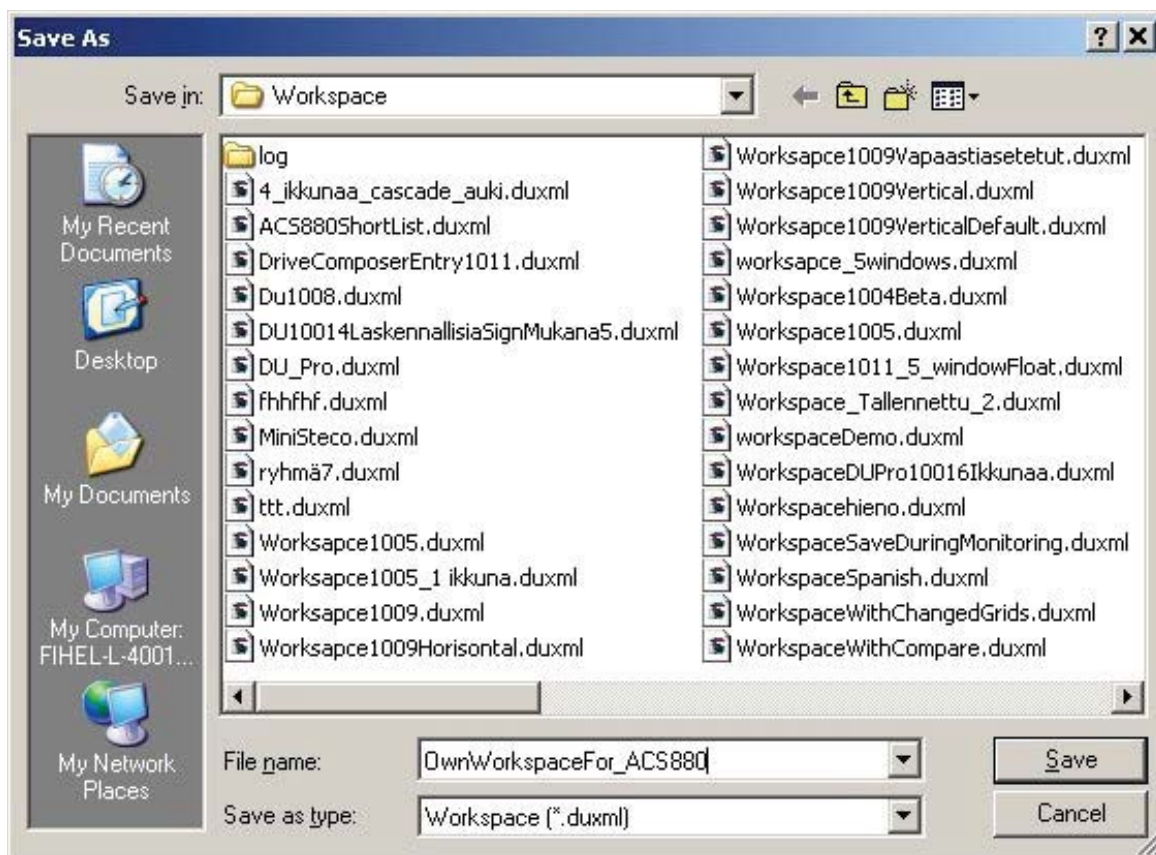 Save As
Save in:
Workspace
My Recent
Documents
Desktop
My Documents
My Computer:
FIHEL-L-4001...
My Network
Places
log
4_ikkunaa_cascade_auki.duxml
ACS880ShortList.duxml
DriveComposerEntry1011.duxml
Du1008.duxml
DU10014LaskennallisiaSignMukana5.duxml
DU_Pro.duxml
fhhfhf.duxml
MiniSteco.duxml
ryhmä7.duxml
ttt.duxml
Worksapce1005.duxml
Worksapce1005_1 ikkuna.duxml
Worksapce1009.duxml
Worksapce1009Horisontal.duxml
Worksapce1009Vapaastiasetetut.duxml
Worksapce1009Vertical.duxml
Worksapce1009VerticalDefault.duxml
worksapce_5windows.duxml
Workspace1004Beta.duxml
Workspace1005.duxml
Workspace1011_5_windowFloat.duxml
Workspace_Tallennettu_2.duxml
workspaceDemo.duxml
WorkspaceDUPro10016Ikkunaa.duxml
Workspacehieno.duxml
WorkspaceSaveDuringMonitoring.duxml
WorkspaceSpanish.duxml
WorkspaceWithChangedGrids.duxml
WorkspaceWithCompare.duxml
File name:
OwnWorkspaceFor_ACS880
Save
Save as type:
Workspace (*.duxml)
Cancel